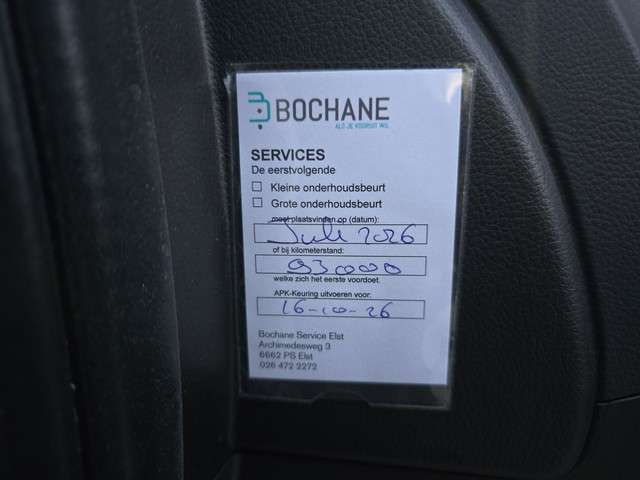 BOCHANE
ALS JE VOORUIT WIL
SERVICES
De eerstvolgende
Kleine onderhoudsbeurt
Grote onderhoudsbeurt
moet plaatsvinden op (datum):
Juli 2026
of bij kilometerstand:
93000
welke zich het eerste voordoet.
APK-Keuring uitvoeren voor:
16-10-26
Bochane Service Elst
Archimedesweg 3
6662 PS Elst
026 472 2272